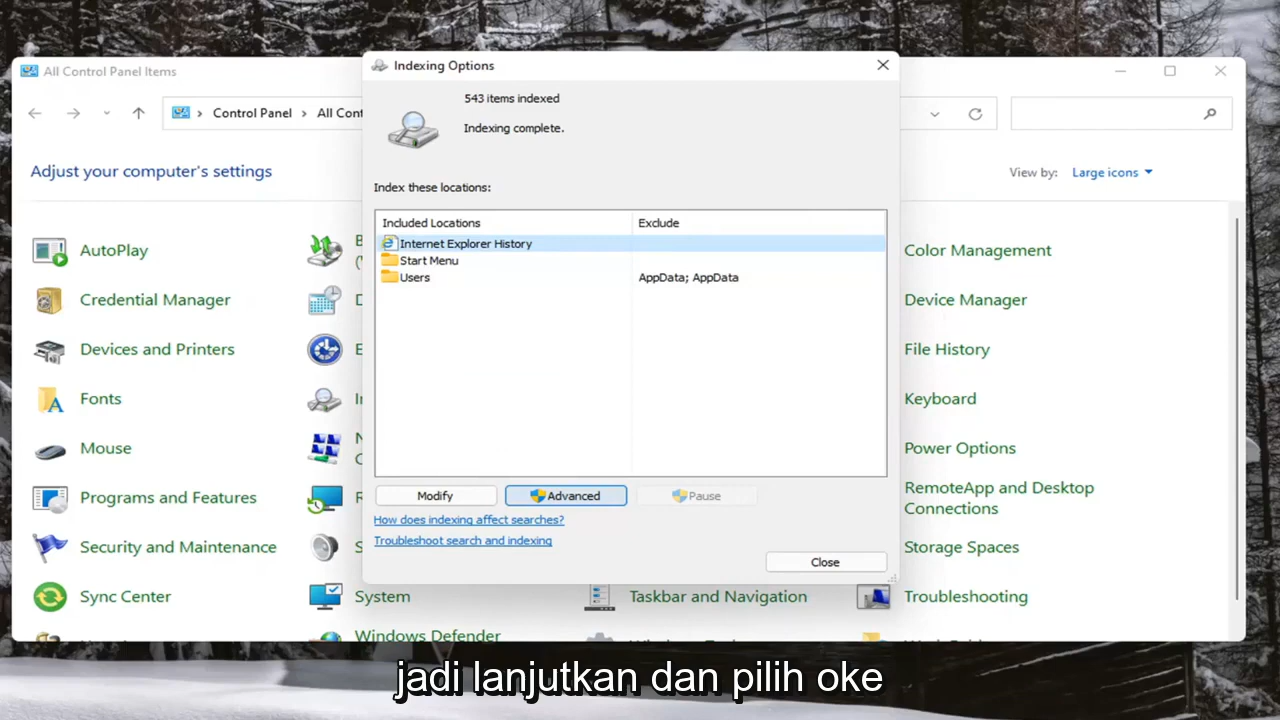 All Control Panel Items
Indexing Options
Control Panel
All Cont
543 items indexed
Indexing complete.
Adjust your computer's settings
View by:
Large icons
Index these locations:
Included Locations
Exclude
Internet Explorer History
Start Menu
Users
AppData; AppData
AutoPlay
Color Management
Credential Manager
Device Manager
Devices and Printers
File History
Fonts
Keyboard
Mouse
Power Options
Programs and Features
RemoteApp and Desktop
Connections
Modify
Advanced
Pause
How does indexing affect searches?
Troubleshoot search and indexing
Close
Security and Maintenance
Storage Spaces
Sync Center
System
Taskbar and Navigation
Troubleshooting
Windows Defender
jadi lanjutkan dan pilih oke